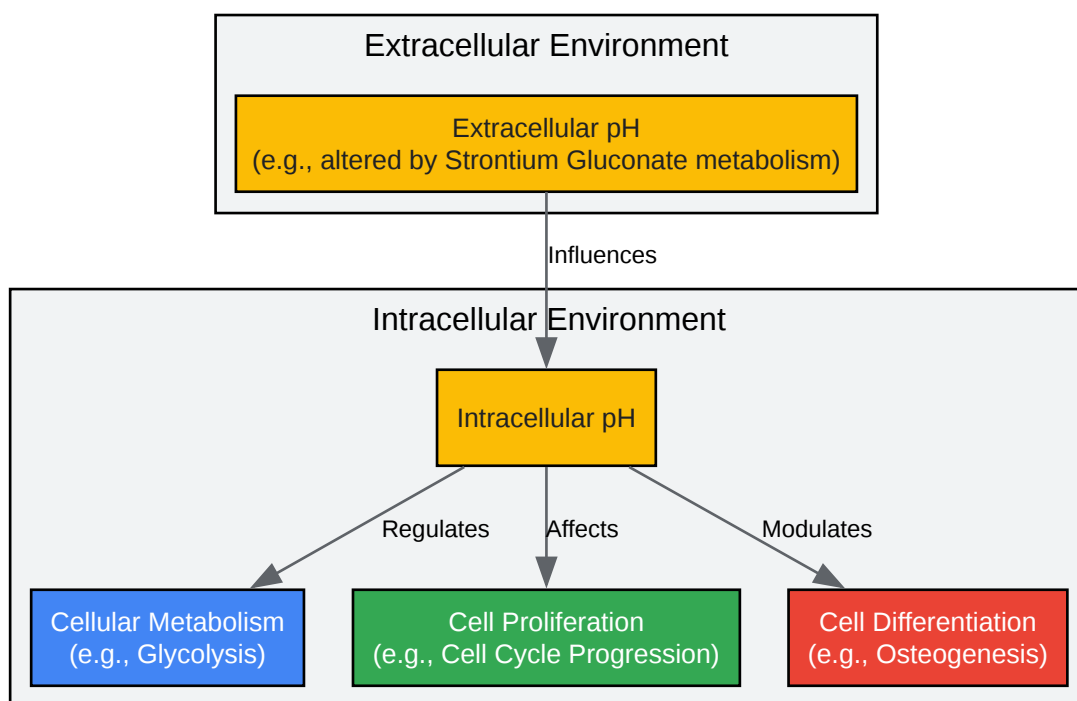 Extracellular Environment
Extracellular pH
(e.g., altered by Strontium Gluconate metabolism)
Influences
Intracellular Environment
Intracellular pH
Regulates
Affects
Modulates
Cellular Metabolism
(e.g., Glycolysis)
Cell Proliferation
(e.g., Cell Cycle Progression)
Cell Differentiation
(e.g., Osteogenesis)